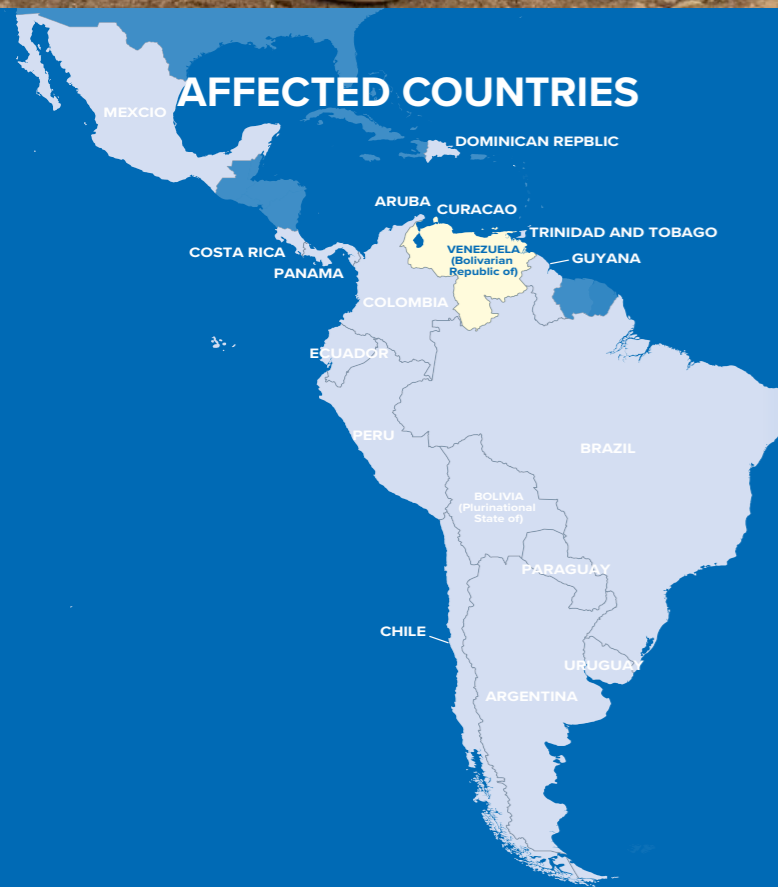 AFFECTED COUNTRIES
MEXCIO
DOMINICAN REPBLIC
ARUBA
CURACAO
TRINIDAD AND TOBAGO
VENEZUELA
(Bolivarian
Republic of)
COSTA RICA
GUYANA
PANAMA
COLOMBIA
ECUADOR
PERU
BRAZIL
BOLIVIA
(Plurinational
State of)
PARAGUAY
CHILE
URUGUAY
ARGENTINA